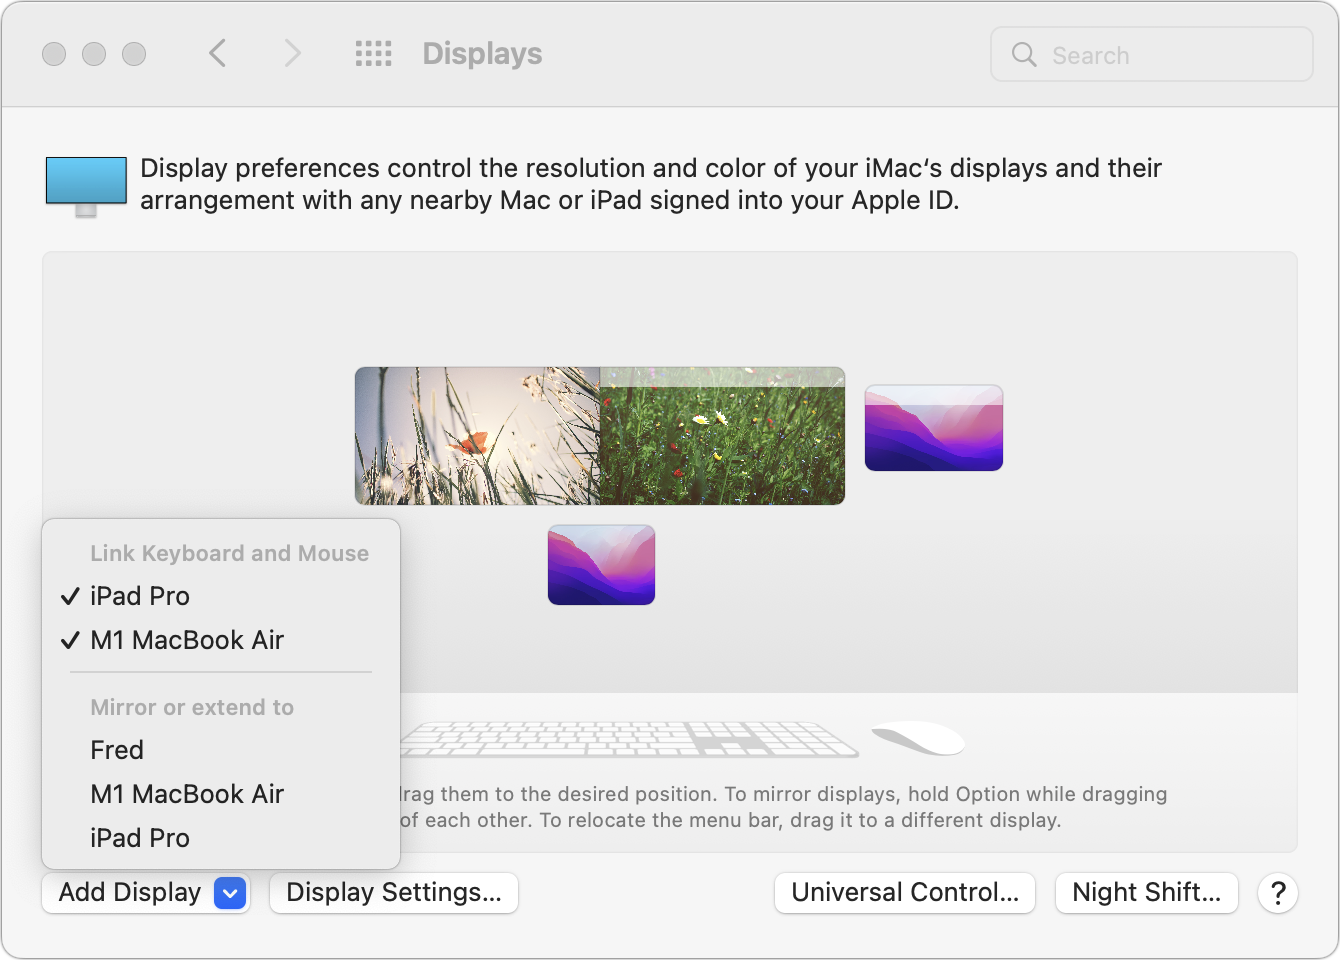 Displays
Search
Display preferences control the resolution and color of your iMac‘s displays and their
arrangement with any nearby Mac or iPad signed into your Apple ID.
Link Keyboard and Mouse
✓ iPad Pro
✓ M1 MacBook Air
Mirror or extend to
Fred
M1 MacBook Air
iPad Pro
them to the desired position. To mirror displays, hold Option while dragging
of each other. To relocate the menu bar, drag it to a different display.
Add Display
Display Settings...
Universal Control...
Night Shift...
?